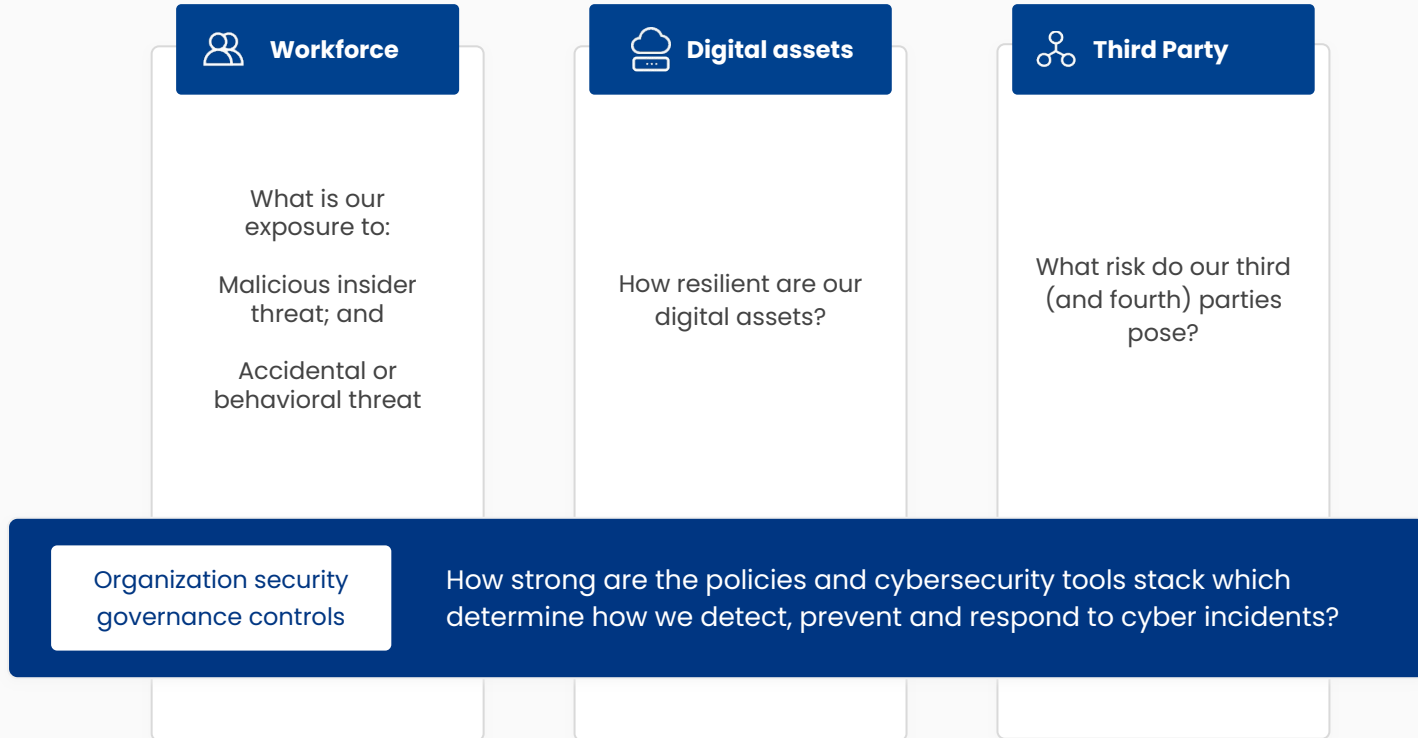 Workforce
Digital assets
Third Party
What is our
exposure to:
Malicious insider
threat; and
Accidental or
behavioral threat
How resilient are our
digital assets?
What risk do our third
(and fourth) parties
pose?
Organization security
governance controls
How strong are the policies and cybersecurity tools stack which
determine how we detect, prevent and respond to cyber incidents?